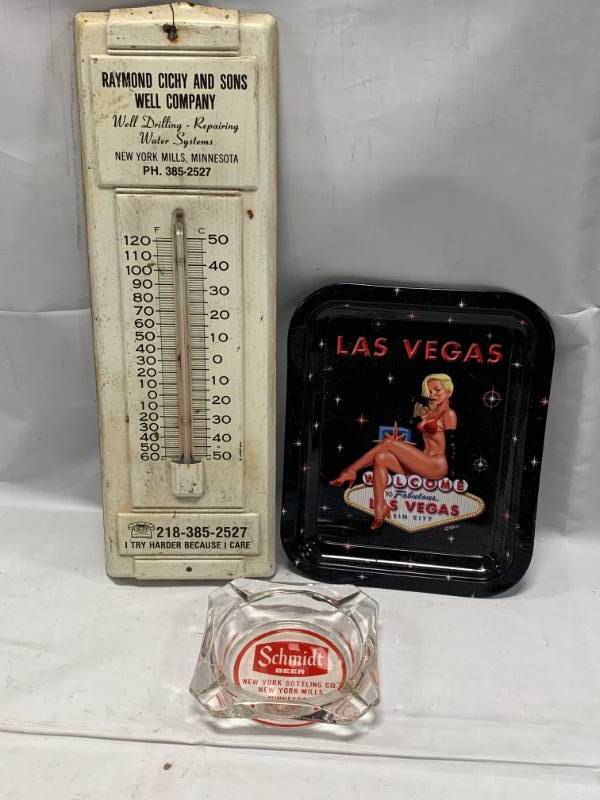 RAYMOND CICHY AND SONS
WELL COMPANY
Well Drilling - Repairing
Water Systems
NEW YORK MILLS, MINNESOTA
PH. 385-2527
F C
120 50
110
100 40
90
80 30
70
60 20
50
40 10
30
20 0
10
0 10
10
20 20
30
30
40 40
50
60 50
218-385-2527
I TRY HARDER BECAUSE I CARE
LAS VEGAS
WELCOME
TO Fabulous
LAS VEGAS
SIN CITY
Schmidt
BEER
NEW YORK BOTTLING CO
NEW YORK MILLS
MINNESOTA